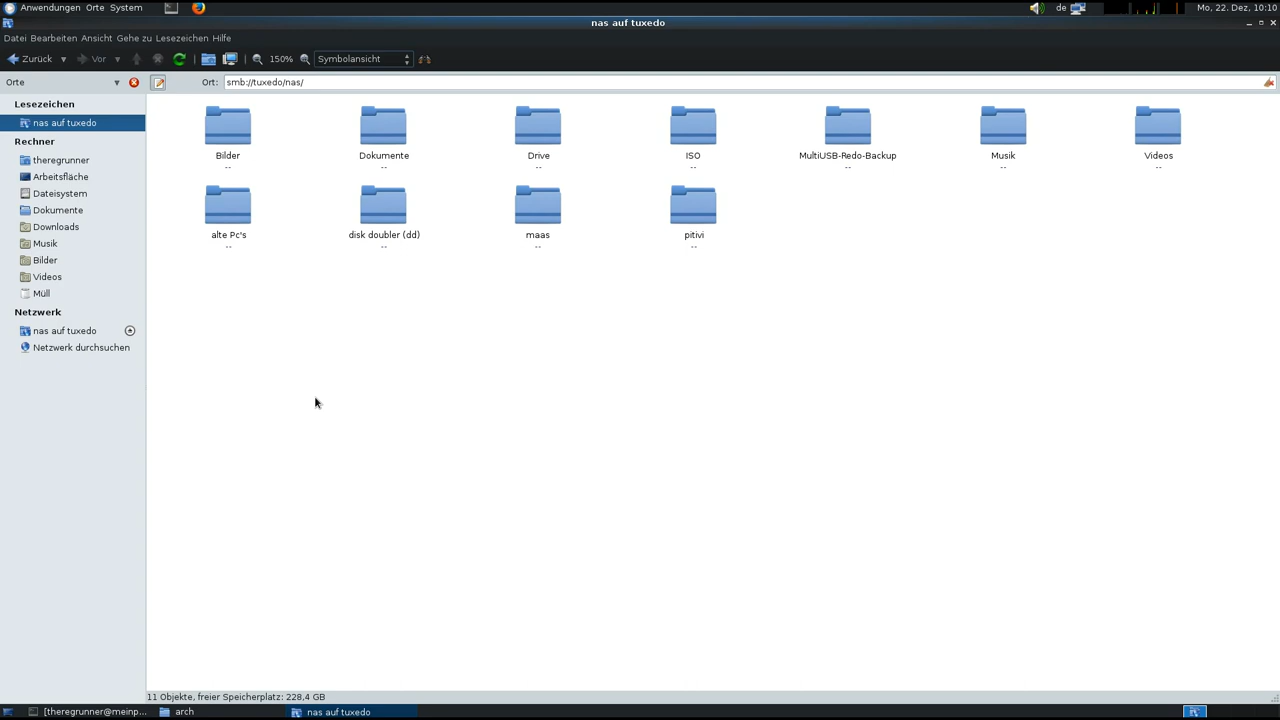 Anwendungen Orte System
de
Mo, 22. Dez, 10:10
nas auf tuxedo
Datei Bearbeiten Ansicht Gehe zu Lesezeichen Hilfe
Zurück
Vor
150%
Symbolansicht
Orte
Ort:
smb://tuxedo/nas/
Lesezeichen
nas auf tuxedo
Rechner
theregrunner
Arbeitsfläche
Dateisystem
Dokumente
Downloads
Musik
Bilder
Videos
Müll
Netzwerk
nas auf tuxedo
Netzwerk durchsuchen
Bilder
--
Dokumente
--
Drive
--
ISO
--
MultiUSB-Redo-Backup
--
Musik
--
Videos
--
alte Pc's
--
disk doubler (dd)
--
maas
--
pitivi
--
11 Objekte, freier Speicherplatz: 228,4 GB
[theregrunner@meinp...
arch
nas auf tuxedo